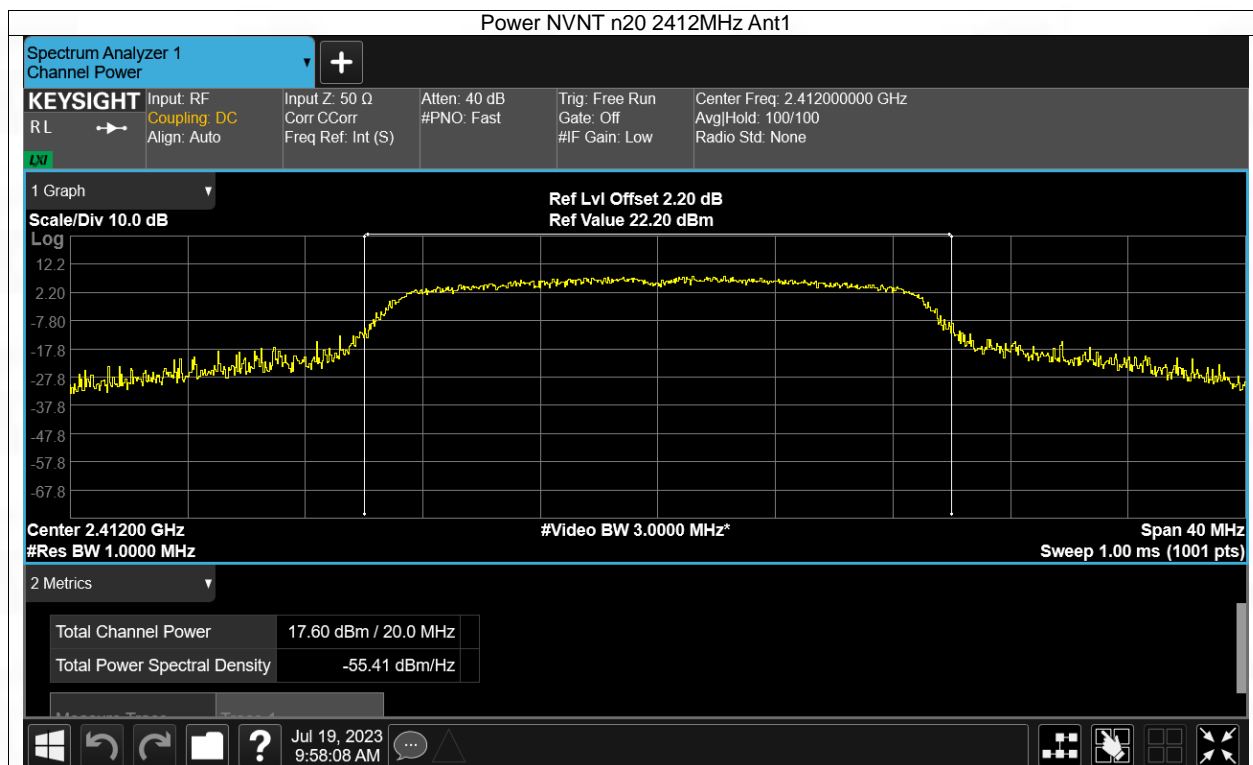 Power NVNT n20 2412MHz Ant1
Spectrum Analyzer 1
Channel Power
KEYSIGHT
RL
LXI
Input: RF
Coupling: DC
Align: Auto
Input Z: 50 Ω
Corr CCorr
Freq Ref: Int (S)
Atten: 40 dB
#PNO: Fast
Trig: Free Run
Gate: Off
#IF Gain: Low
Center Freq: 2.412000000 GHz
Avg|Hold: 100/100
Radio Std: None
1 Graph
Scale/Div 10.0 dB
Ref Lvl Offset 2.20 dB
Ref Value 22.20 dBm
Log
12.2
2.20
-7.80
-17.8
-27.8
-37.8
-47.8
-57.8
-67.8
Center 2.41200 GHz
#Res BW 1.0000 MHz
#Video BW 3.0000 MHz*
Span 40 MHz
Sweep 1.00 ms (1001 pts)
2 Metrics
Total Channel Power 17.60 dBm / 20.0 MHz
Total Power Spectral Density -55.41 dBm/Hz
?
Jul 19, 2023
9:58:08 AM